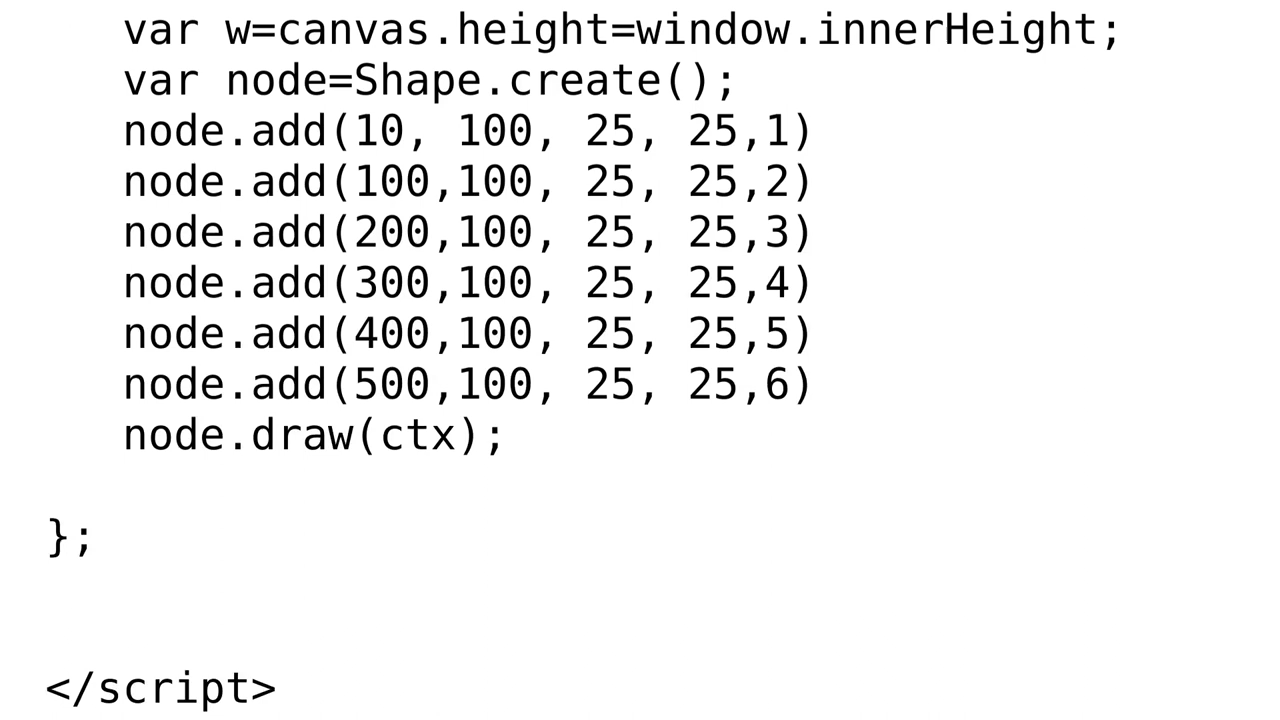 var w=canvas.height=window.innerHeight;
var node=Shape.create();
node.add(10, 100, 25, 25,1)
node.add(100,100, 25, 25,2)
node.add(200,100, 25, 25,3)
node.add(300,100, 25, 25,4)
node.add(400,100, 25, 25,5)
node.add(500,100, 25, 25,6)
node.draw(ctx);
};
</script>